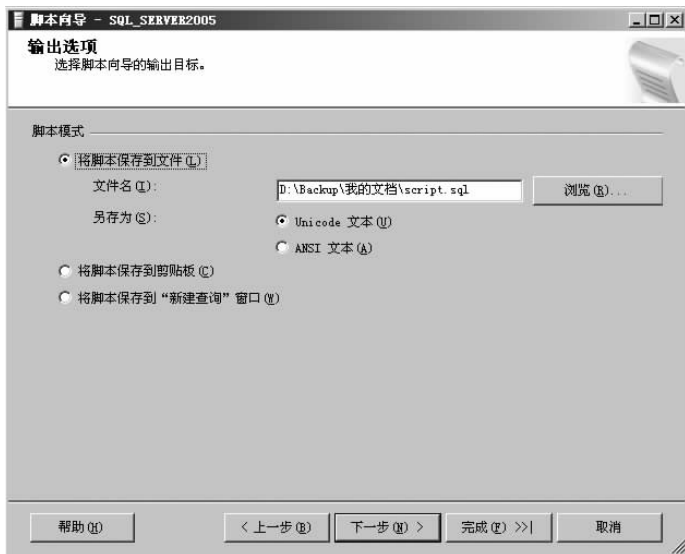 脚本向导 - SQL_SERVER2005
输出选项
选择脚本向导的输出目标。
脚本模式
将脚本保存到文件(L)
文件名(I): D:\Backup\我的文档\script.sql 浏览(R)...
另存为(S): Unicode 文本(U)
ANSI 文本(A)
将脚本保存到剪贴板(C)
将脚本保存到“新建查询”窗口(W)
帮助(H) < 上一步(B) 下一步(N) > 完成(F) >>| 取消